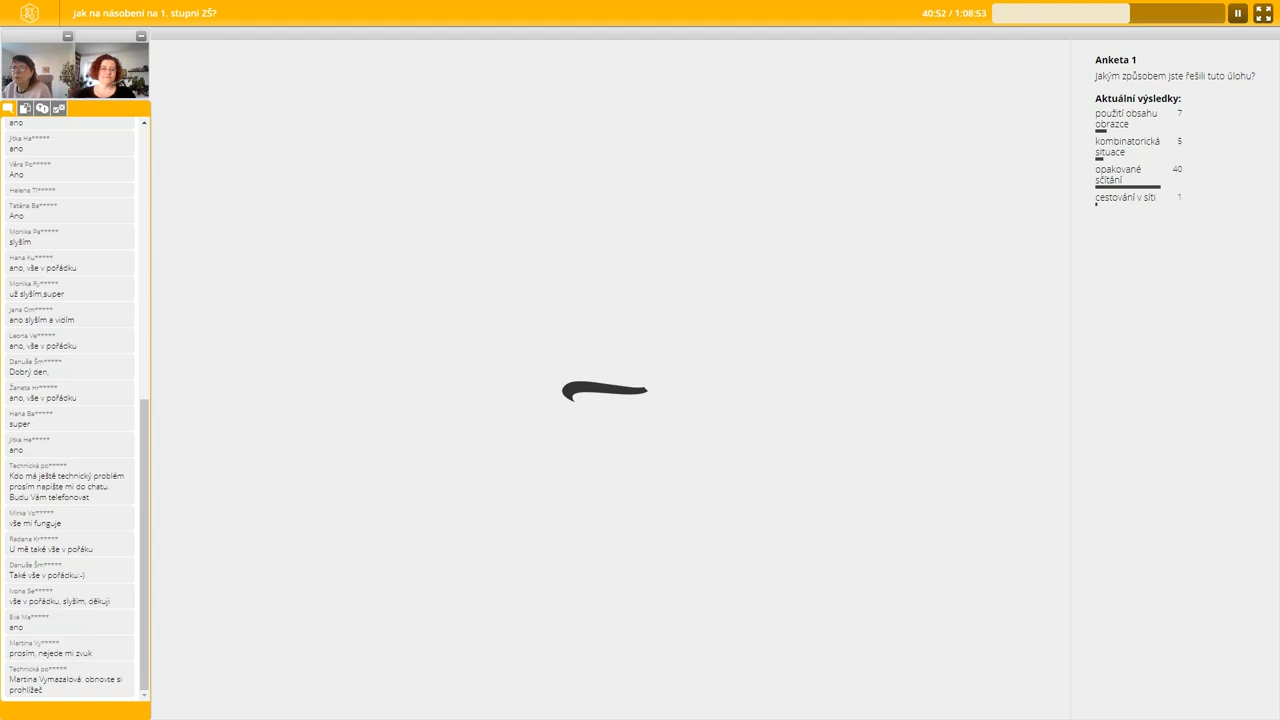 SY
PO
Jak na násobení na 1. stupni ZŠ?
40:52 / 1:08:53
ano
Jitka Ha*****
ano
Věra Po*****
Ano
Helena Tl*****
Taťána Ba*****
Ano
Monika Pa*****
slyším
Hana Ku*****
ano, vše v pořádku
Monika Ry*****
už slyším,super
Jana Om*****
ano slyším a vidím
Leona Ve*****
ano, vše v pořádku
Danuše Šm*****
Dobrý den,
Žaneta Hr*****
ano, vše v pořádku
Hana Ba*****
super
Jitka He*****
ano
Technická po*****
Kdo má ještě technický problém
prosím napište mi do chatu.
Budu Vám telefonovat
Mirka Vo*****
vše mi funguje
Radana Kr*****
U mě také vše v pořáku
Danuše Šm*****
Také vše v pořádku:-)
Ivona Še*****
vše v pořádku, slyším, děkuji
Eva Ma*****
ano
Martina Vy*****
prosím, nejede mi zvuk
Technická po*****
Martina Vymazalová: obnovte si
prohlížeč
Anketa 1
Jakým způsobem jste řešili tuto úlohu?
Aktuální výsledky:
použití obsahu 7
obrazce
kombinatorická 5
situace
opakované 40
sčítání
cestování v síti 1